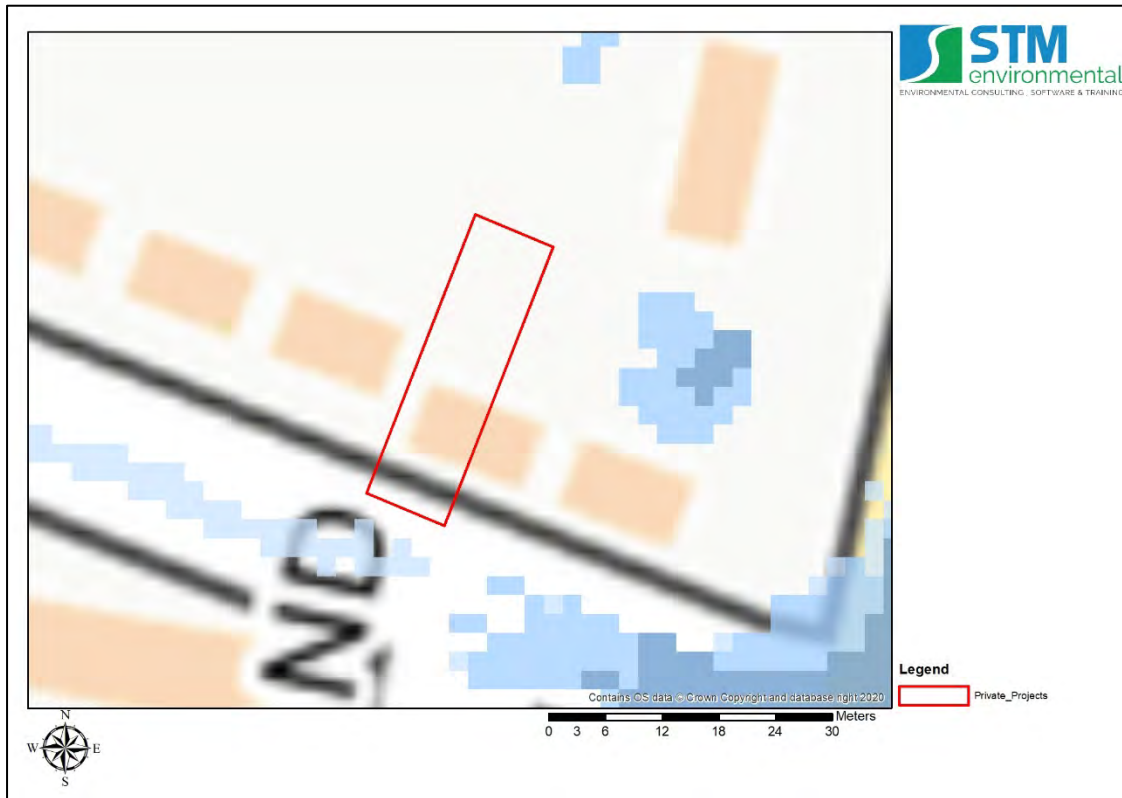 STM
environmental
ENVIRONMENTAL CONSULTING, SOFTWARE & TRAINING
ND
Contains OS data © Crown Copyright and database right 2020
Legend
Private_Projects
Meters
0 3 6 12 18 24 30
N
W E
S